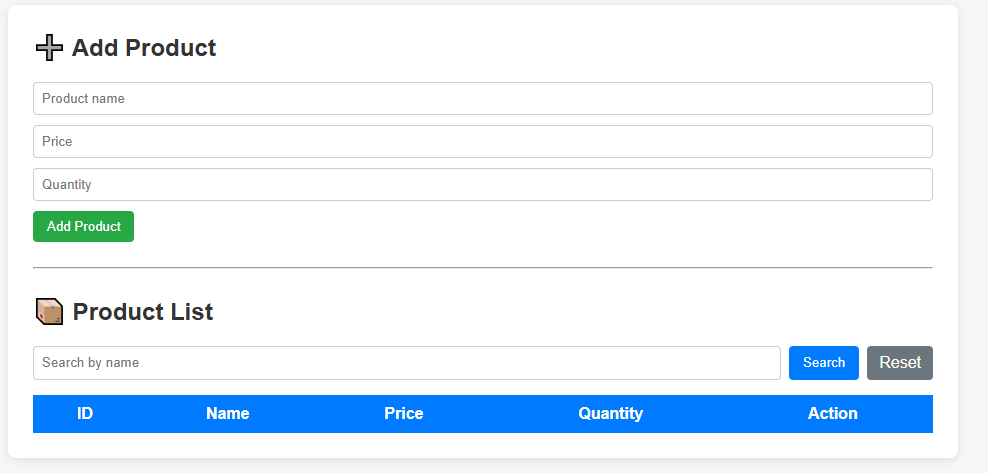 Add Product
Product name
Price
Quantity
Add Product
Product List
Search by name Search Reset
ID Name Price Quantity Action